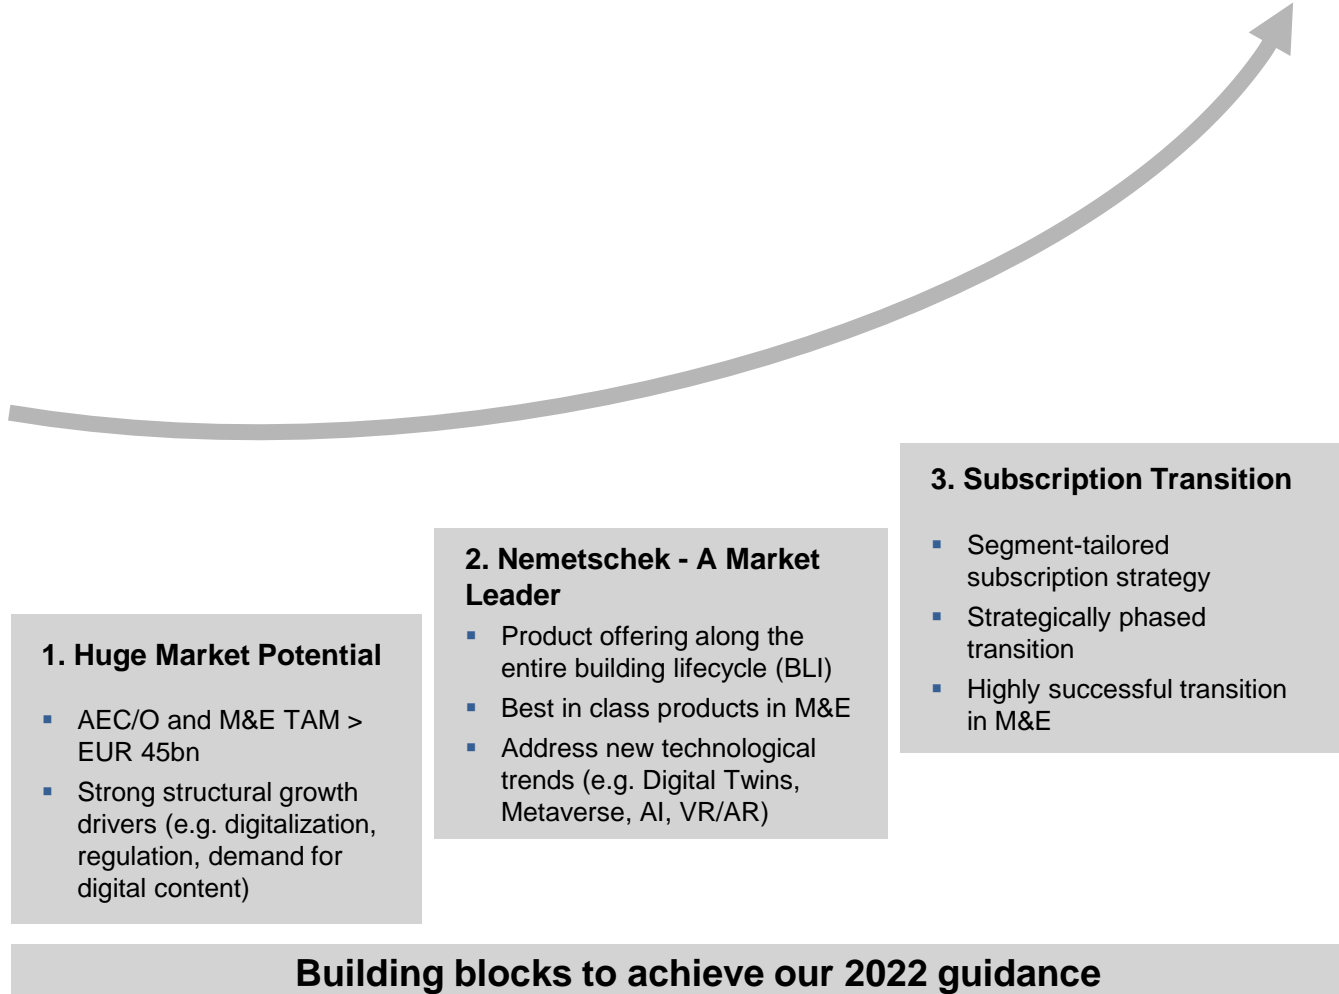 1. Huge Market Potential
▪ AEC/O and M&E TAM >
EUR 45bn
▪ Strong structural growth
drivers (e.g. digitalization,
regulation, demand for
digital content)
2. Nemetschek - A Market
Leader
▪ Product offering along the
entire building lifecycle (BLI)
▪ Best in class products in M&E
▪ Address new technological
trends (e.g. Digital Twins,
Metaverse, AI, VR/AR)
3. Subscription Transition
▪ Segment-tailored
subscription strategy
▪ Strategically phased
transition
▪ Highly successful transition
in M&E
Building blocks to achieve our 2022 guidance